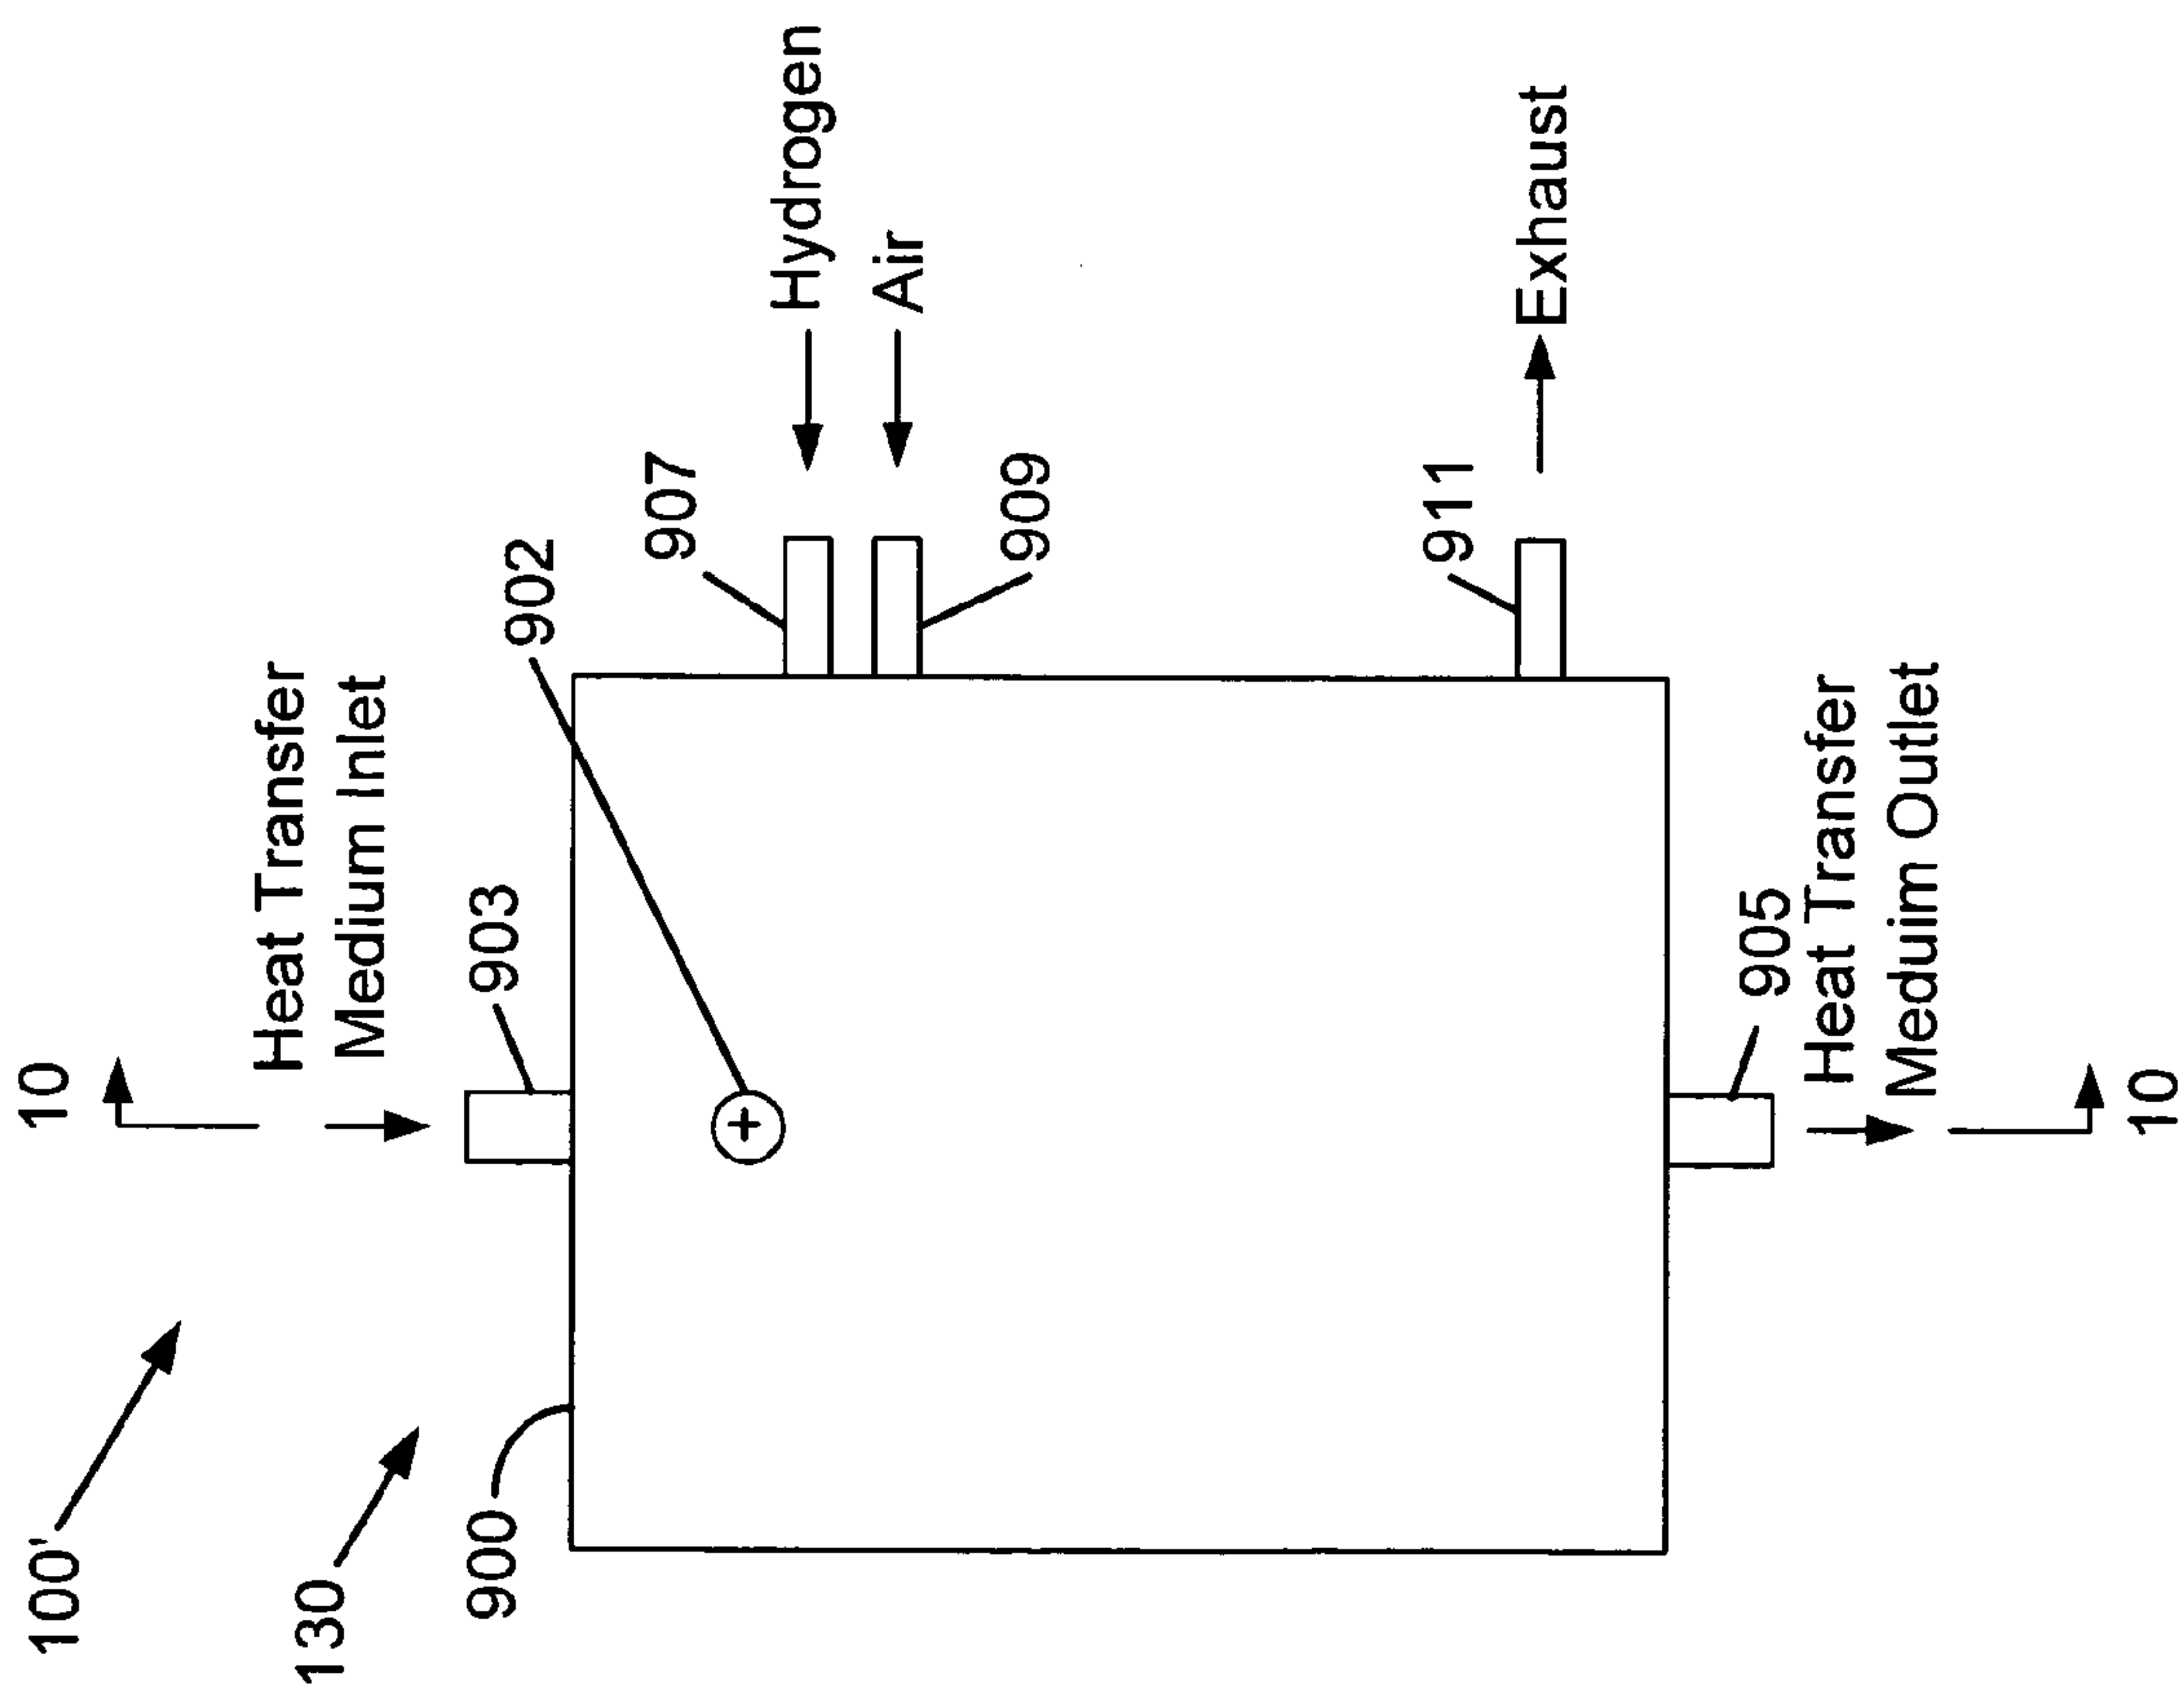 100'
130
10
Heat Transfer
Medium Inlet
903
900
902
907
Hydrogen
Air
909
911
Exhaust
905
Heat Transfer
Meduim Outlet
10